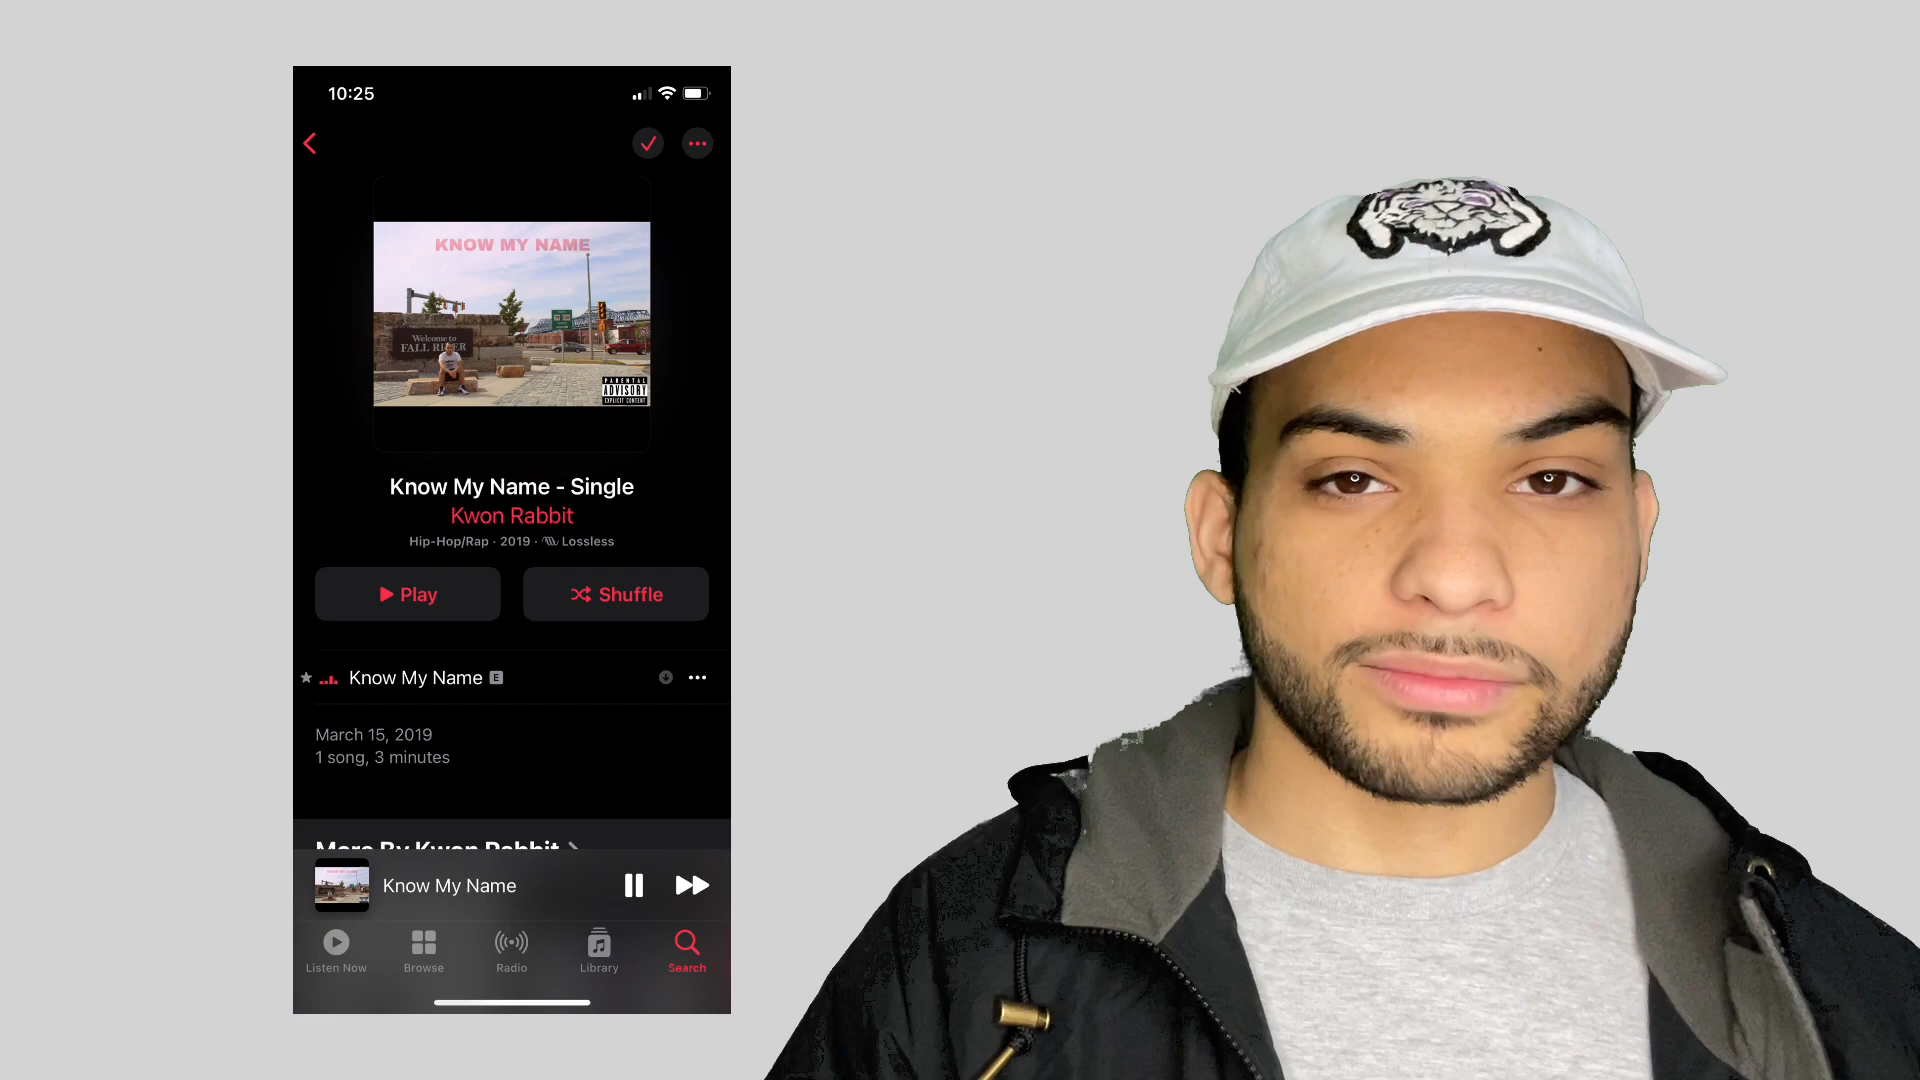 10:25
KNOW MY NAME
Welcome to
FALL RIVER
PARENTAL
ADVISORY
EXPLICIT CONTENT
Know My Name - Single
Kwon Rabbit
Hip-Hop/Rap · 2019 · Lossless
Play
Shuffle
Know My Name E
March 15, 2019
1 song, 3 minutes
More By Kwon Rabbit
Know My Name
Listen Now
Browse
Radio
Library
Search